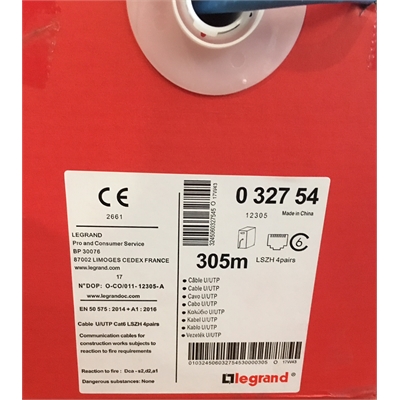 CE
2661
LEGRAND
Pro and Consumer Service
BP 30076
87002 LIMOGES CEDEX FRANCE
www.legrand.com
17
N°DOP: O-CO/011-12305-A
www.legrandoc.com
EN 50 575 : 2014 + A1 : 2016
Cable U/UTP Cat6 LSZH 4pairs
Communication cables for
construction works subjects to
reaction to fire requirements
Reaction to fire : Dca - s2,d2,a1
Dangerous substances: None
3245060327545 O 17W45
0 327 54
12305
Made in China
6
305m
LSZH 4pairs
Câble U/UTP
Cable U/UTP
Cavo U/UTP
Cabo U/UTP
U/UTP
Kabel U/UTP
Kablo U/UTP
Vezeték U/UTP
01032450603275453000030S O 17W45
legrand